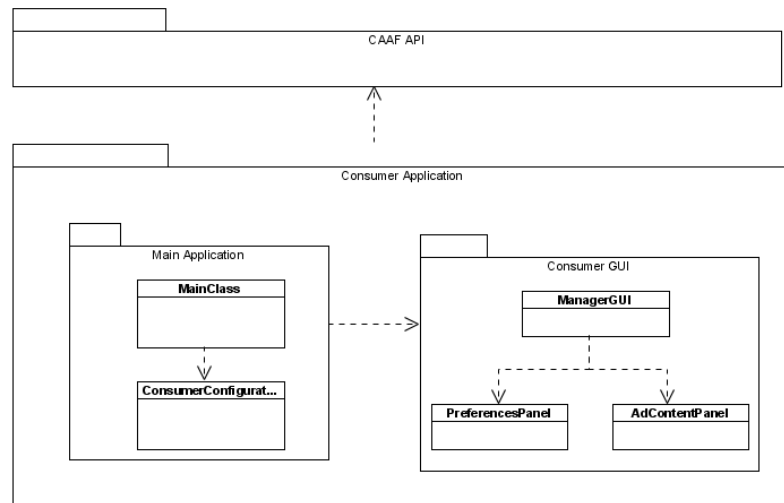 CAAF API
Consumer Application
Main Application
MainClass
ConsumerConfigurat...
Consumer GUI
ManagerGUI
PreferencesPanel
AdContentPanel